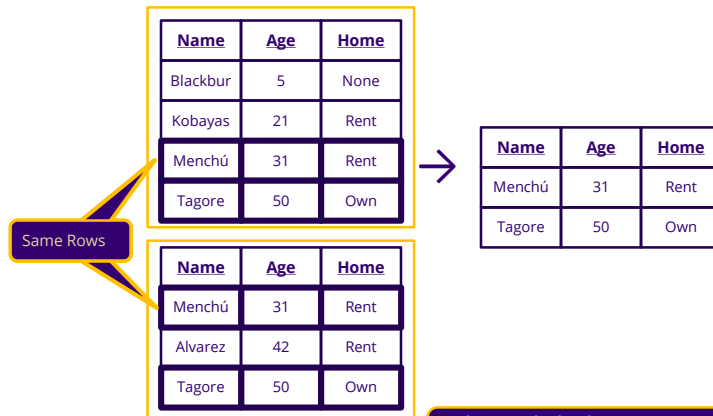 Name Age Home
Blackbur 5 None
Kobayas 21 Rent
Menchú 31 Rent
Tagore 50 Own
Name Age Home
Menchú 31 Rent
Tagore 50 Own
Same Rows
Name Age Home
Menchú 31 Rent
Alvarez 42 Rent
Tagore 50 Own